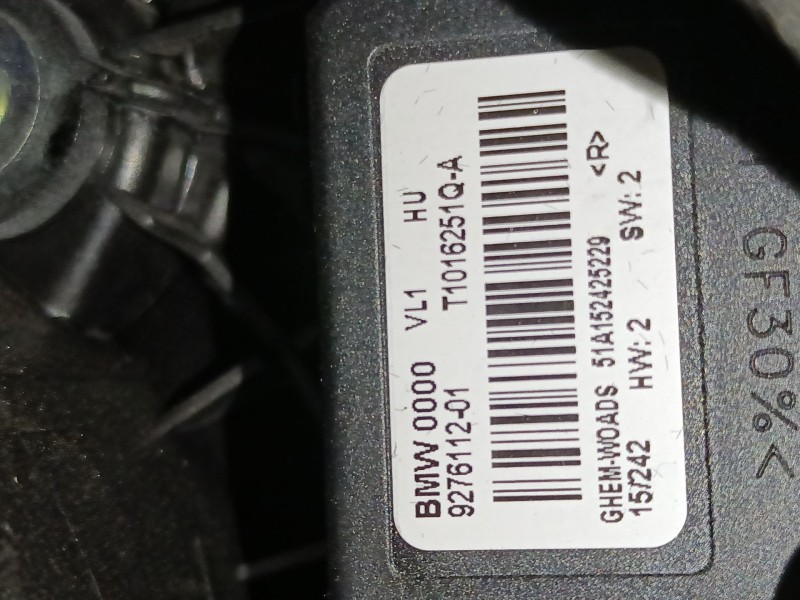 BMW 0000 VL1 HU
9276112-01 T1016251Q-A
GHEM-WOADS 51A152425229 <R>
15/242 HW: 2 SW: 2
GF30%<